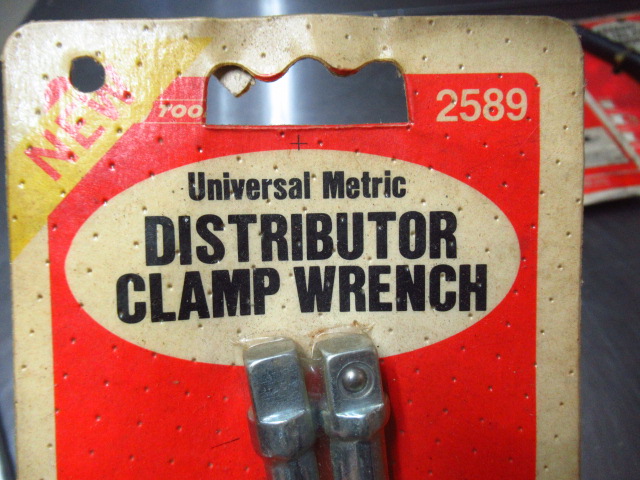 NEW
2589
Universal Metric
DISTRIBUTOR
CLAMP WRENCH